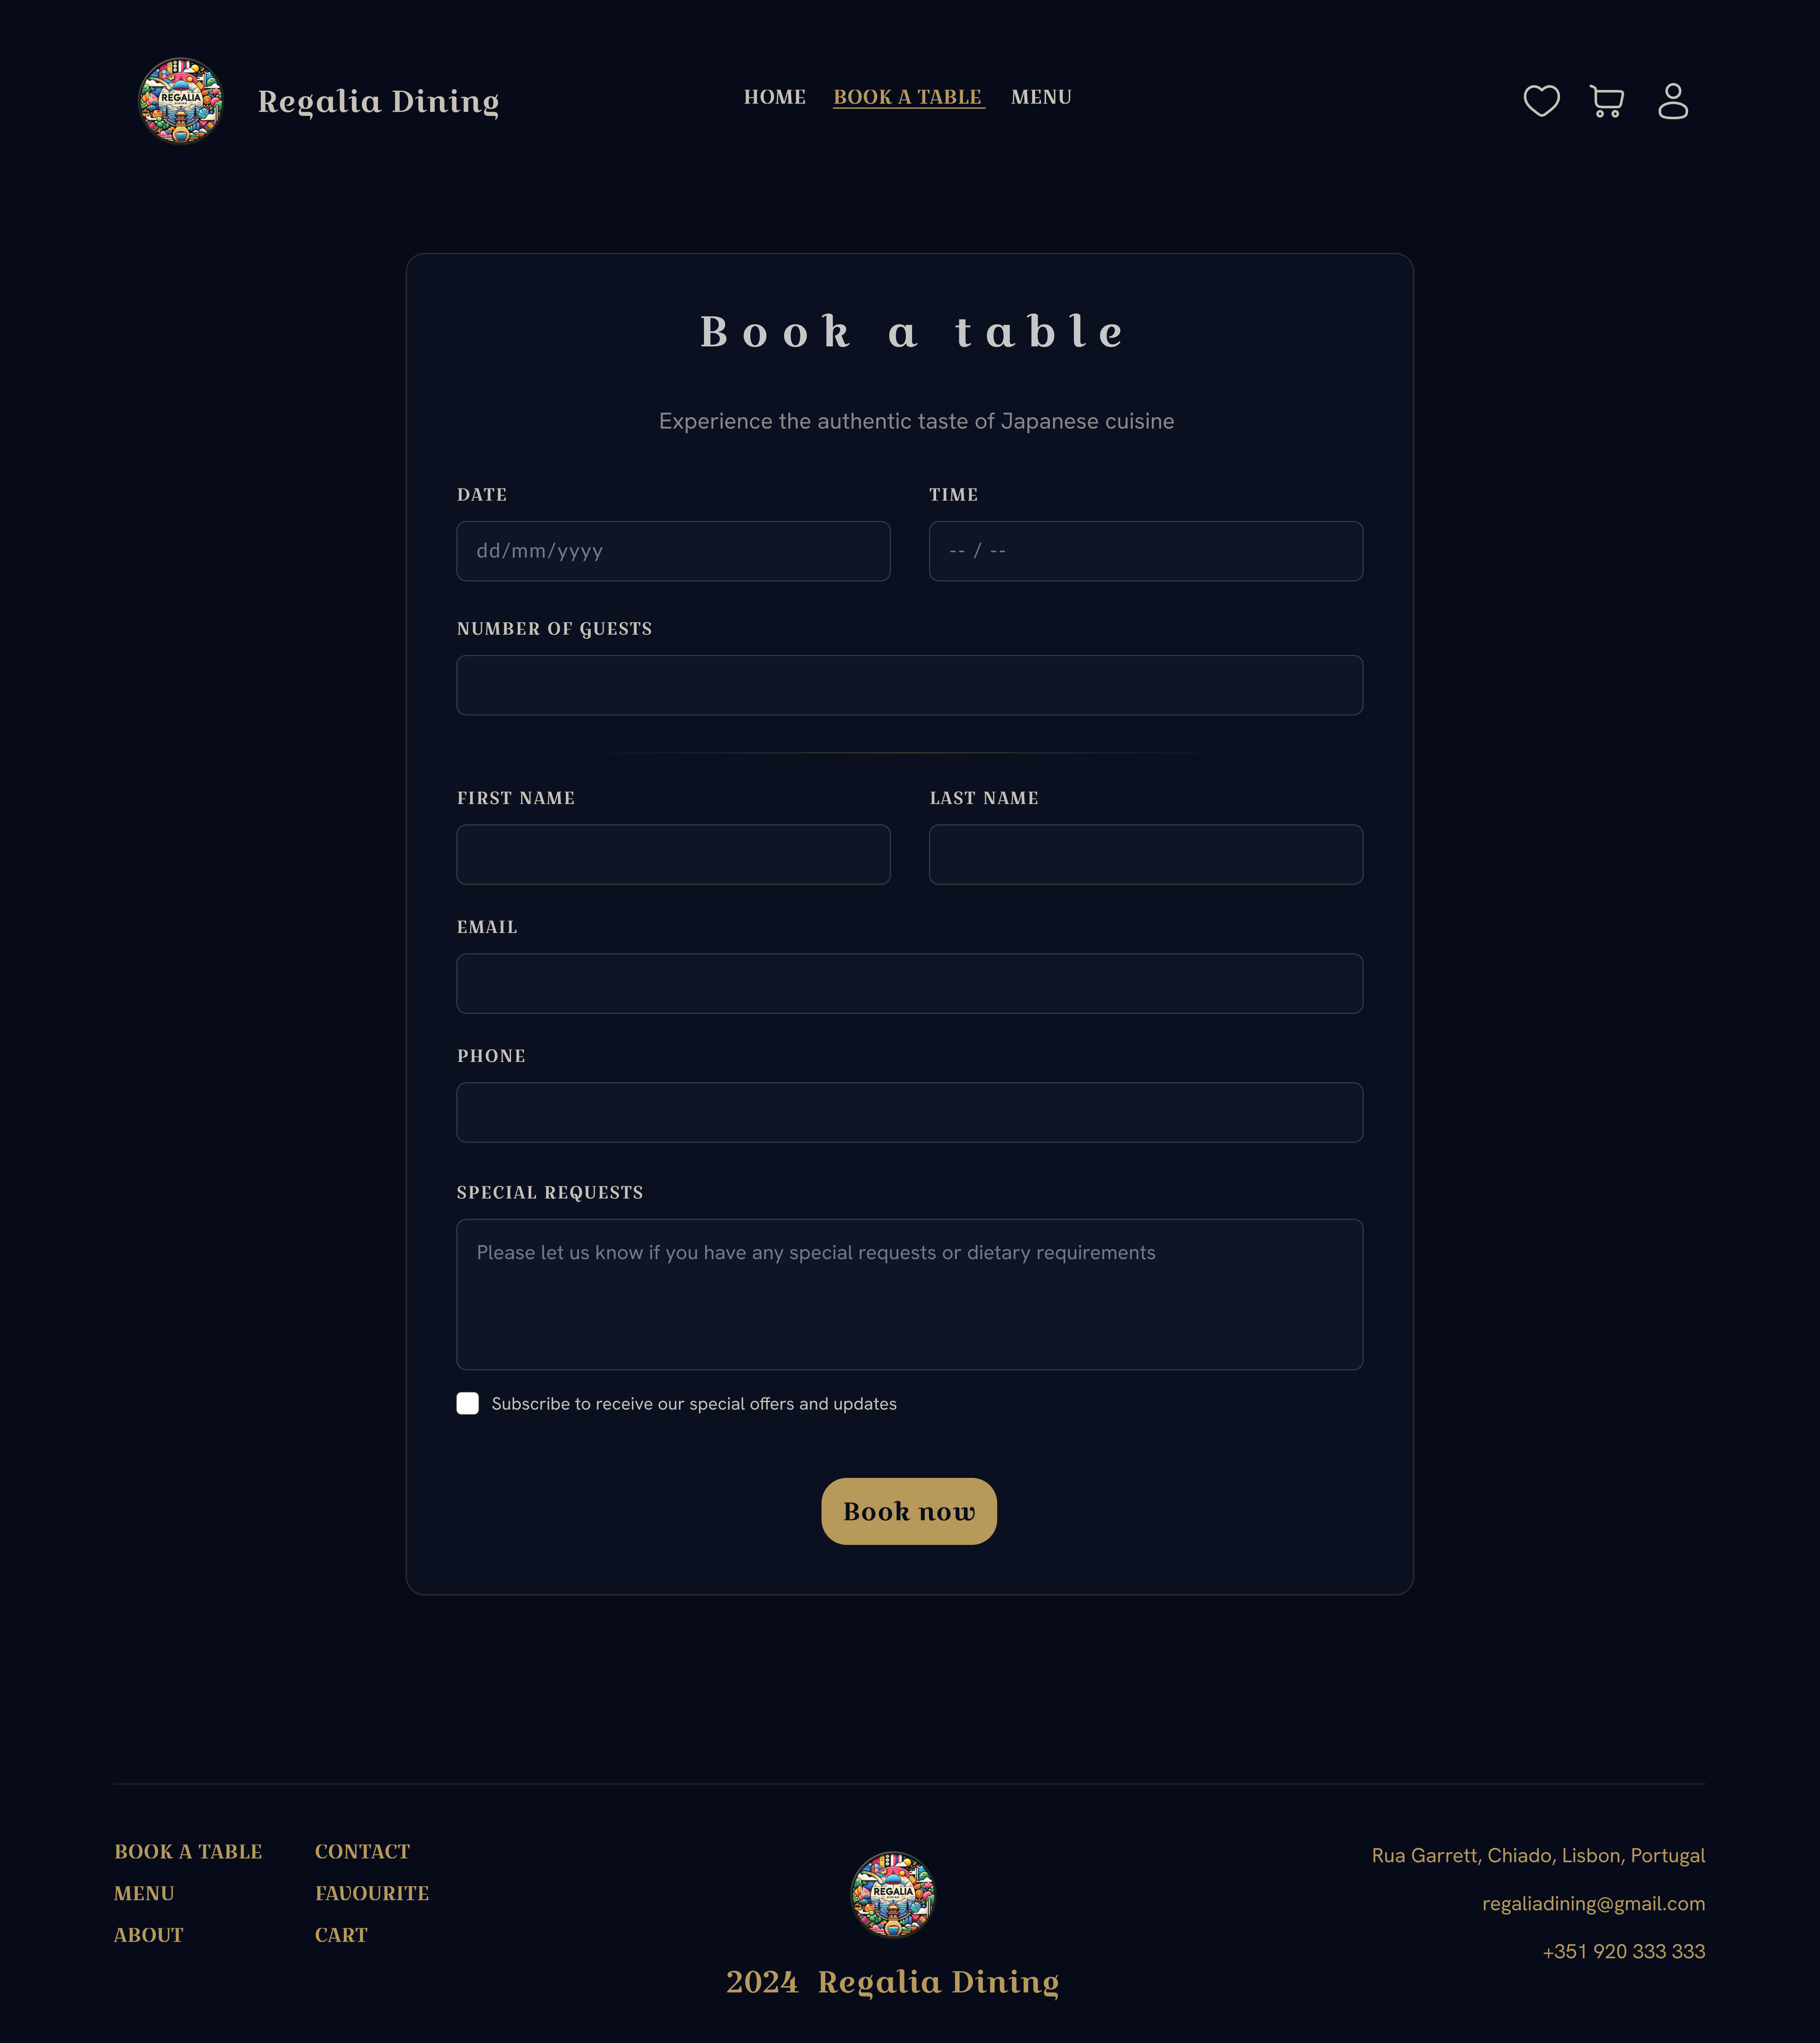 REGALIA
Regalia Dining
HOME BOOK A TABLE MENU
Book a table
Experience the authentic taste of Japanese cuisine
DATE TIME
dd/mm/yyyy -- / --
NUMBER OF GUESTS
FIRST NAME LAST NAME
EMAIL
PHONE
SPECIAL REQUESTS
Please let us know if you have any special requests or dietary requirements
Subscribe to receive our special offers and updates
Book now
BOOK A TABLE CONTACT
MENU FAVOURITE
ABOUT CART
REGALIA
2024 Regalia Dining
Rua Garrett, Chiado, Lisbon, Portugal
regaliadining@gmail.com
+351 920 333 333